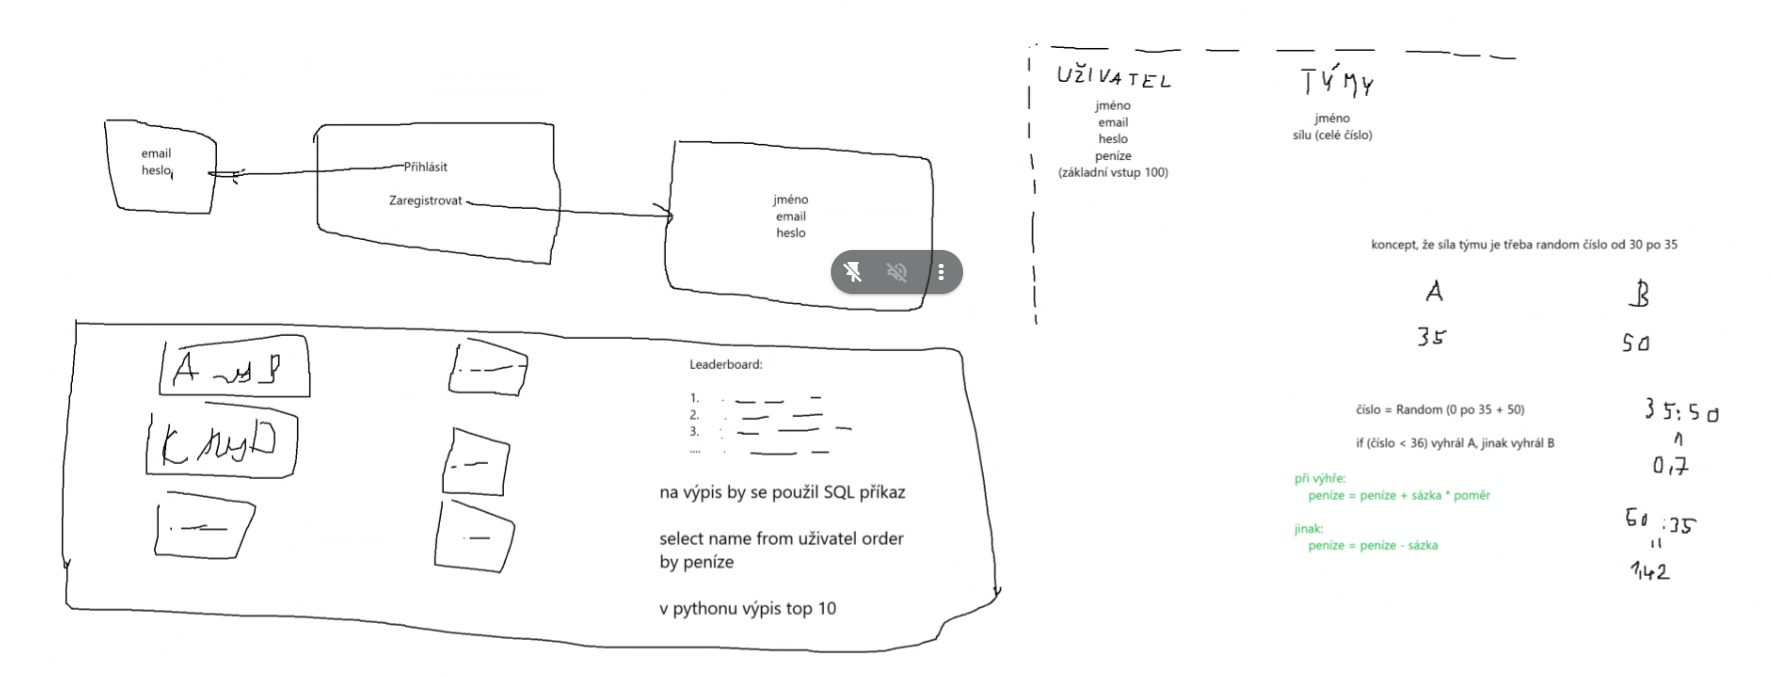 email
heslo
Přihlásit
Zaregistrovat
jméno
email
heslo
A vs B
K vs D
Leaderboard:
1.
2.
3.
....
na výpis by se použil SQL příkaz
select name from uživatel order
by peníze
v pythonu výpis top 10
UŽIVATEL
jméno
email
heslo
peníze
(základní vstup 100)
TÝMY
jméno
sílu (celé číslo)
koncept, že síla týmu je třeba random číslo od 30 po 35
A B
35 50
číslo = Random (0 po 35 + 50)
if (číslo < 36) vyhrál A, jinak vyhrál B
při výhře:
peníze = peníze + sázka * poměr
jinak:
peníze = peníze - sázka
35:50
0,7
50:35
11
1,42